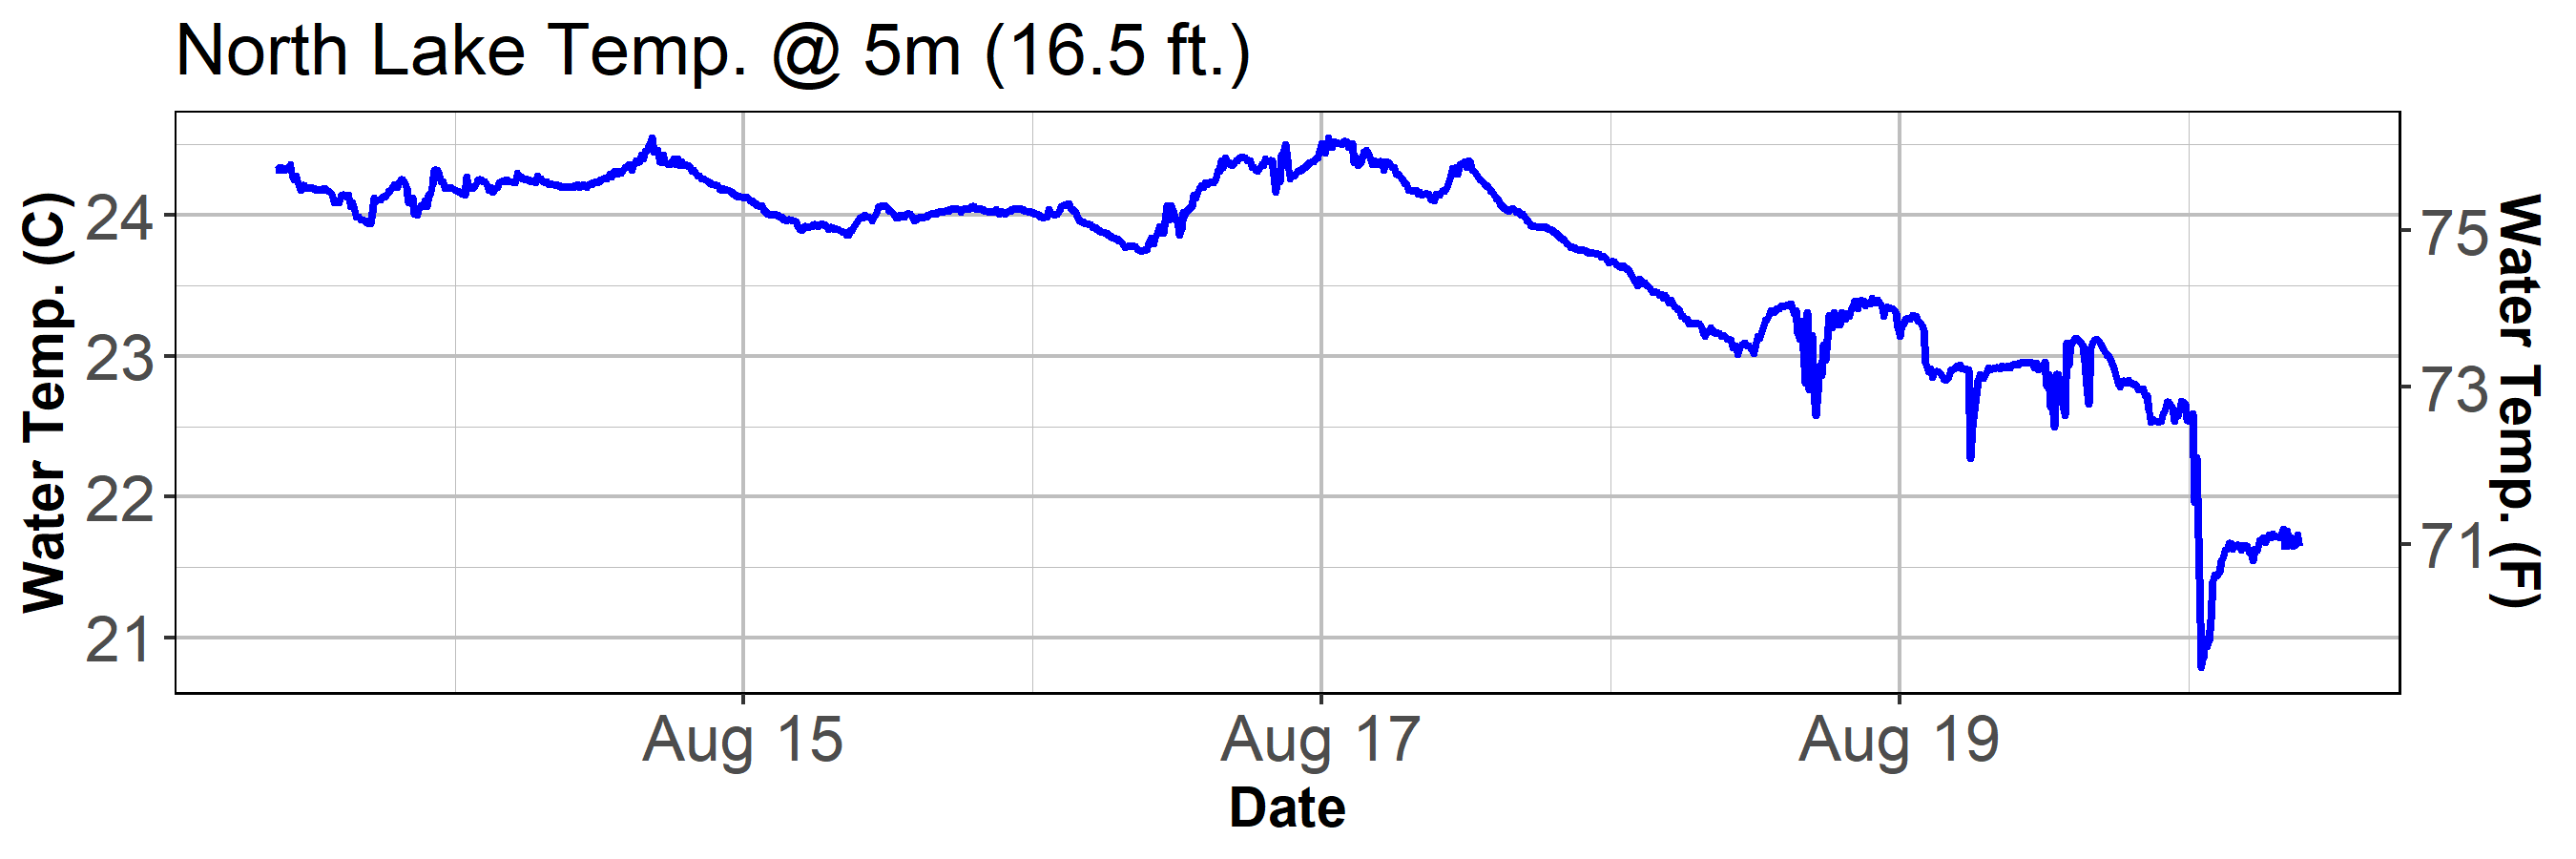 North Lake Temp. @ 5m (16.5 ft.)
Water Temp. (C)
24
23
22
21
75
73
71
Water Temp. (F)
Aug 15
Aug 17
Aug 19
Date